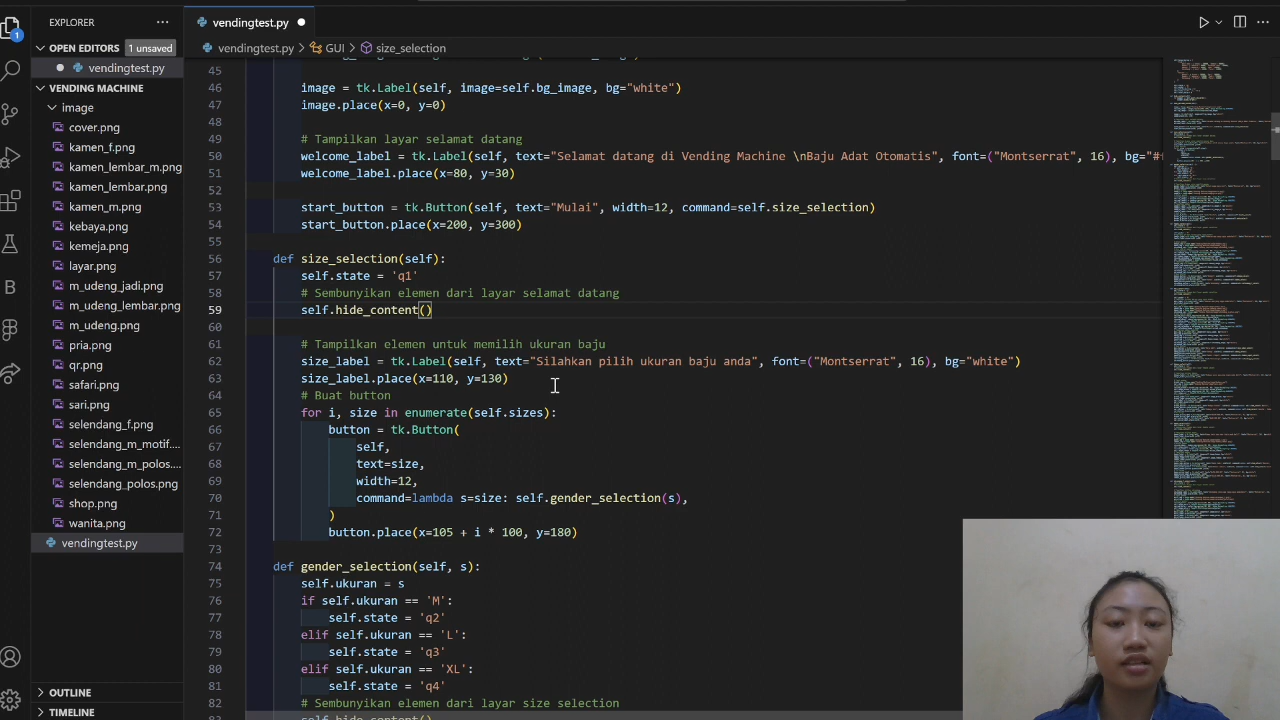 EXPLORER
vendingtest.py
OPEN EDITORS 1 unsaved
vendingtest.py > GUI > size_selection
vendingtest.py
VENDING MACHINE
image
cover.png
kamen_f.png
kamen_lembar_m.png
kamen_lembar.png
kamen_m.png
kebaya.png
kemeja.png
layar.png
m_udeng_jadi.png
m_udeng_lembar.png
m_udeng.png
pria.png
qr.png
safari.png
sari.png
selendang_f.png
selendang_m_motif....
selendang_m_polos....
selendang_polos.png
shoja.png
wanita.png
vendingtest.py
OUTLINE
TIMELINE
1
45
46 image = tk.Label(self, image=self.bg_image, bg="white")
47 image.place(x=0, y=0)
48
49 # Tampilkan layar selamat datang
50 welcome_label = tk.Label(self, text="Selamat datang di Vending Machine \nBaju Adat Otomatis", font=("Montserrat", 16), bg="#f
51 welcome_label.place(x=60, y=30)
52
53 start_button = tk.Button(self, text="Mulai", width=12, command=self.size_selection)
54 start_button.place(x=200
55
56 def size_selection(self):
57 self.state = 'q1'
58 # Sembunyikan elemen dari layar selamat datang
59 self.hide_content()
60
61 # Tampilkan elemen untuk memilih ukuran baju
62 size_label = tk.Label(self, text="Silahkan pilih ukuran baju anda", font=("Montserrat", 16), bg="white")
63 size_label.place(x=110,
64 # Buat button
65 for i, size in enumerate(self.sizes):
66 button = tk.Button(
67 self,
68 text=size,
69 width=12,
70 command=lambda s=size: self.gender_selection(s),
71 )
72 button.place(x=105 + i * 100, y=180)
73
74 def gender_selection(self, s):
75 self.ukuran = s
76 if self.ukuran == 'M':
77 self.state = 'q2'
78 elif self.ukuran == 'L':
79 self.state = 'q3'
80 elif self.ukuran == 'XL':
81 self.state = 'q4'
82 # Sembunyikan elemen dari layar size selection
83 self.hide_content()